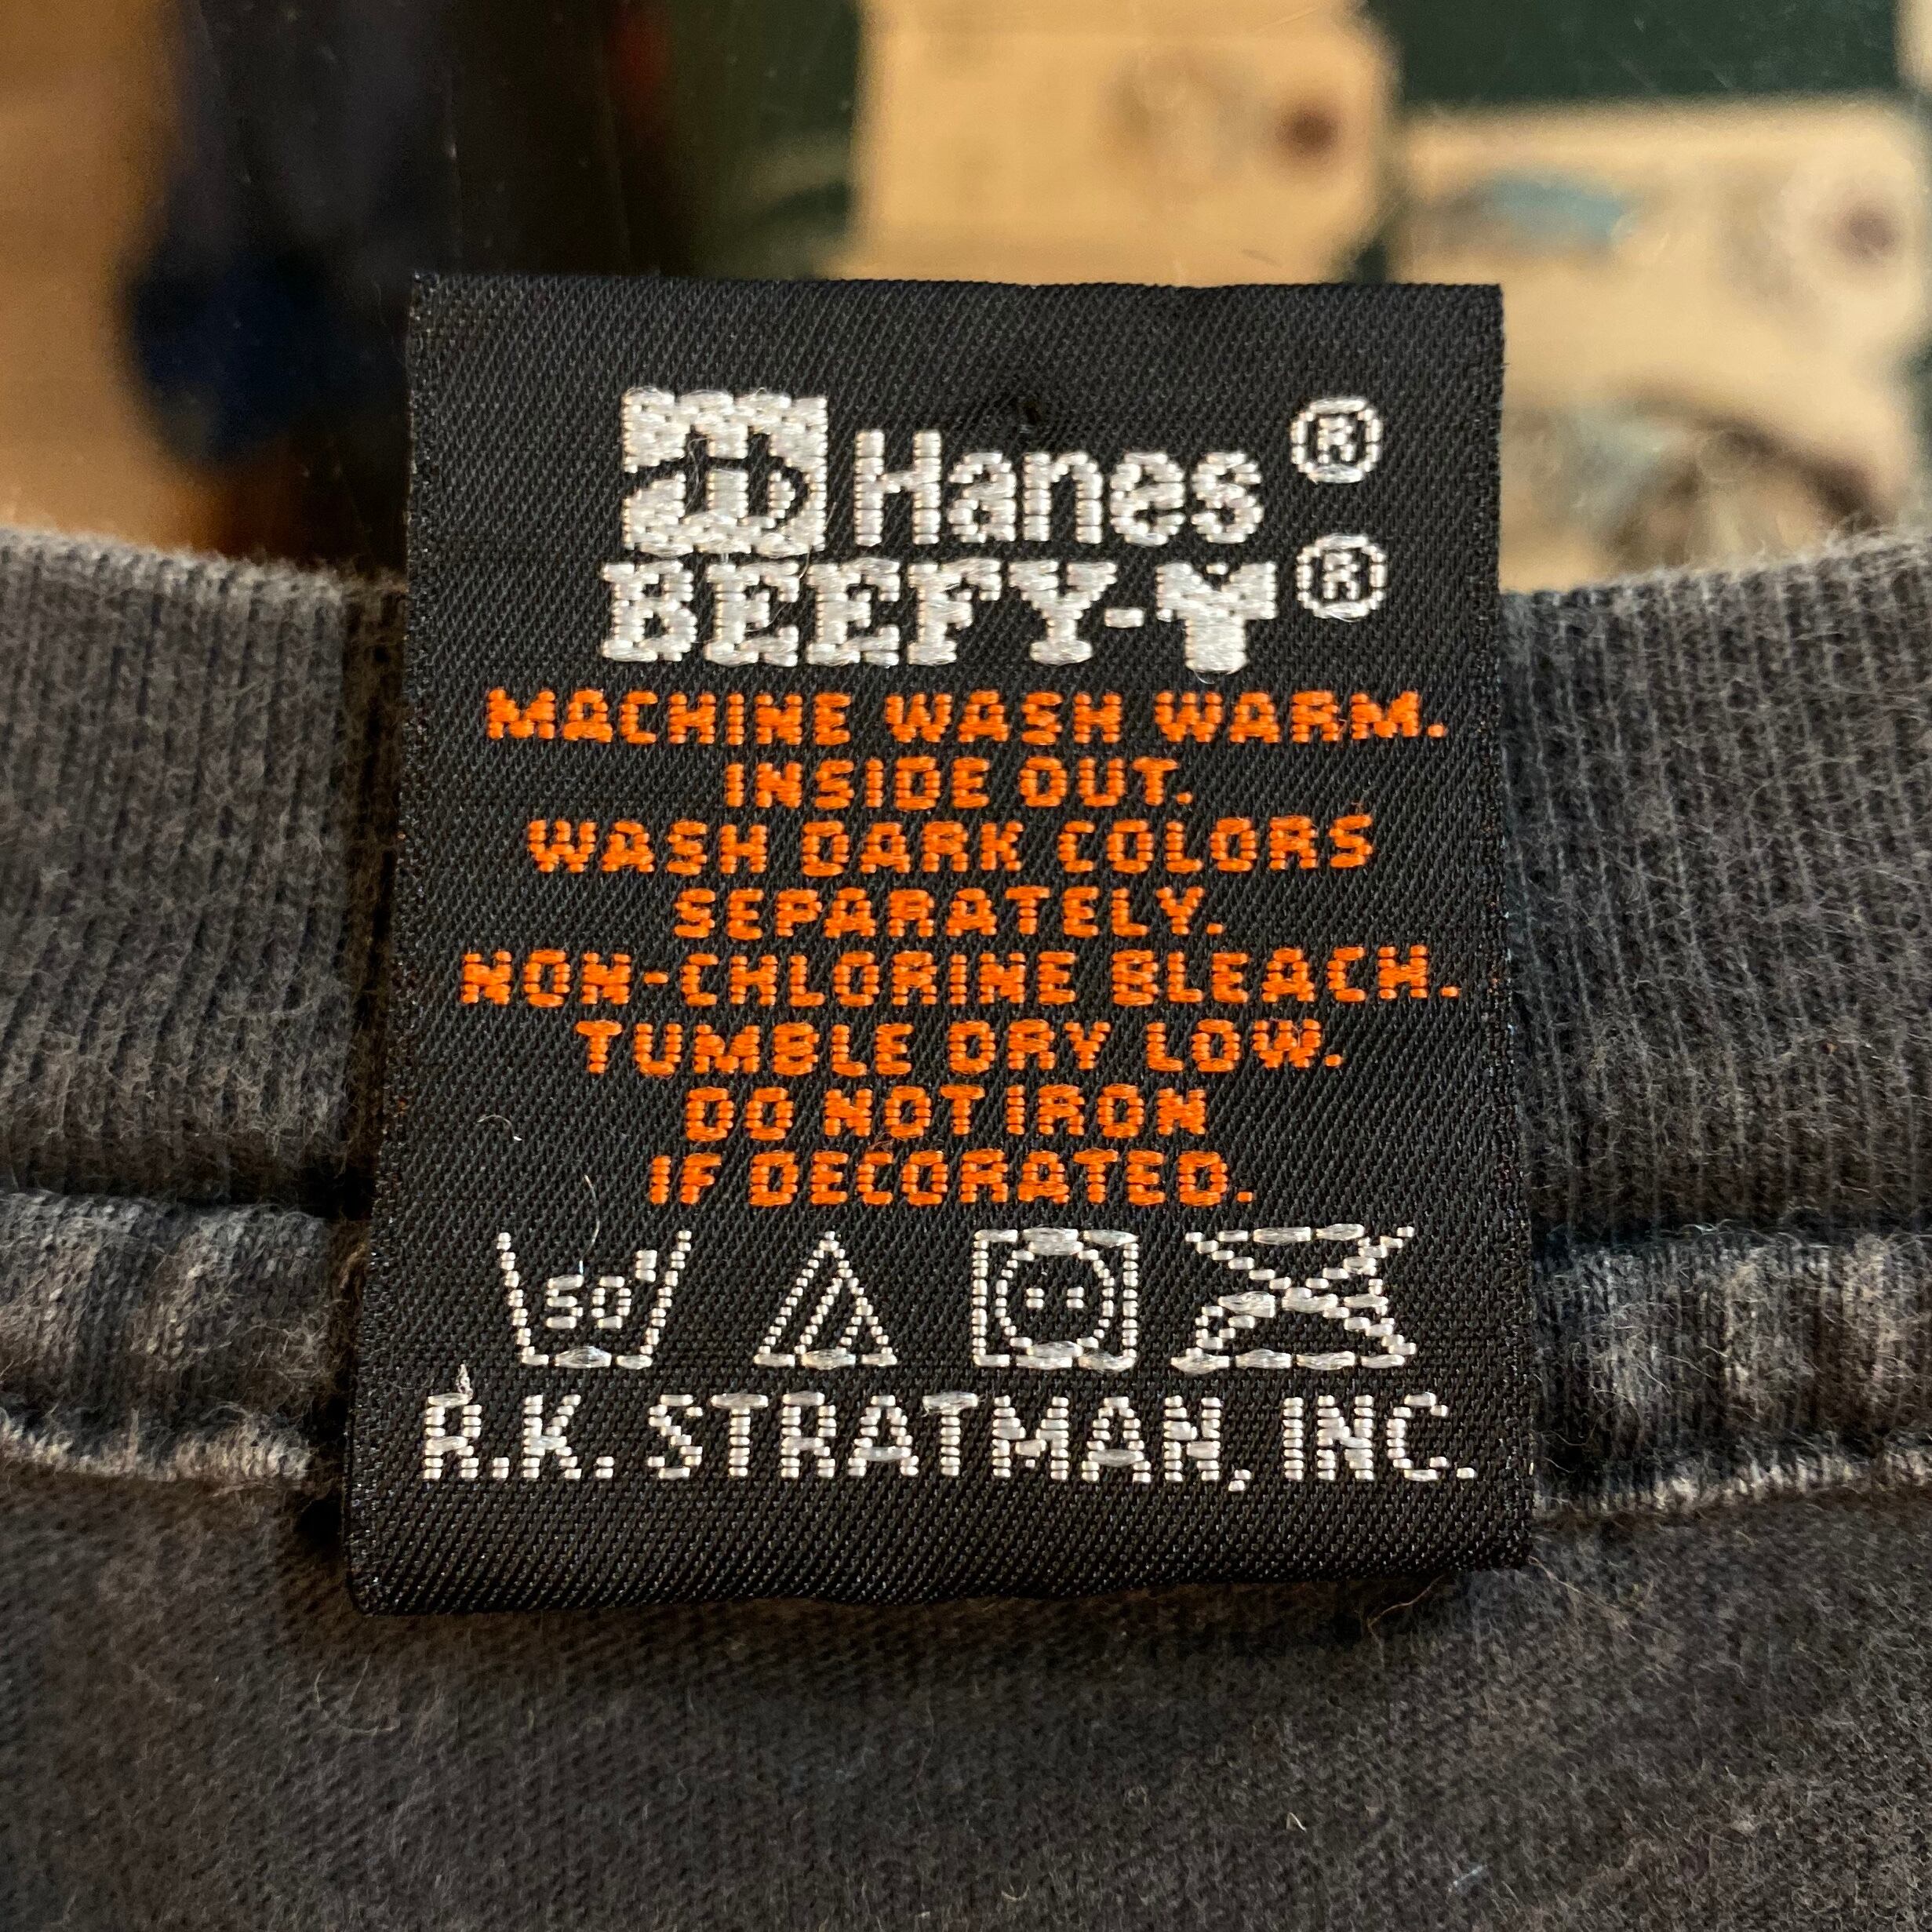 Hanes®
BEEFY-T®
MACHINE WASH WARM.
INSIDE OUT.
WASH DARK COLORS
SEPARATELY.
NON-CHLORINE BLEACH.
TUMBLE DRY LOW.
DO NOT IRON
IF DECORATED.
50°
R.K. STRATMAN, INC.